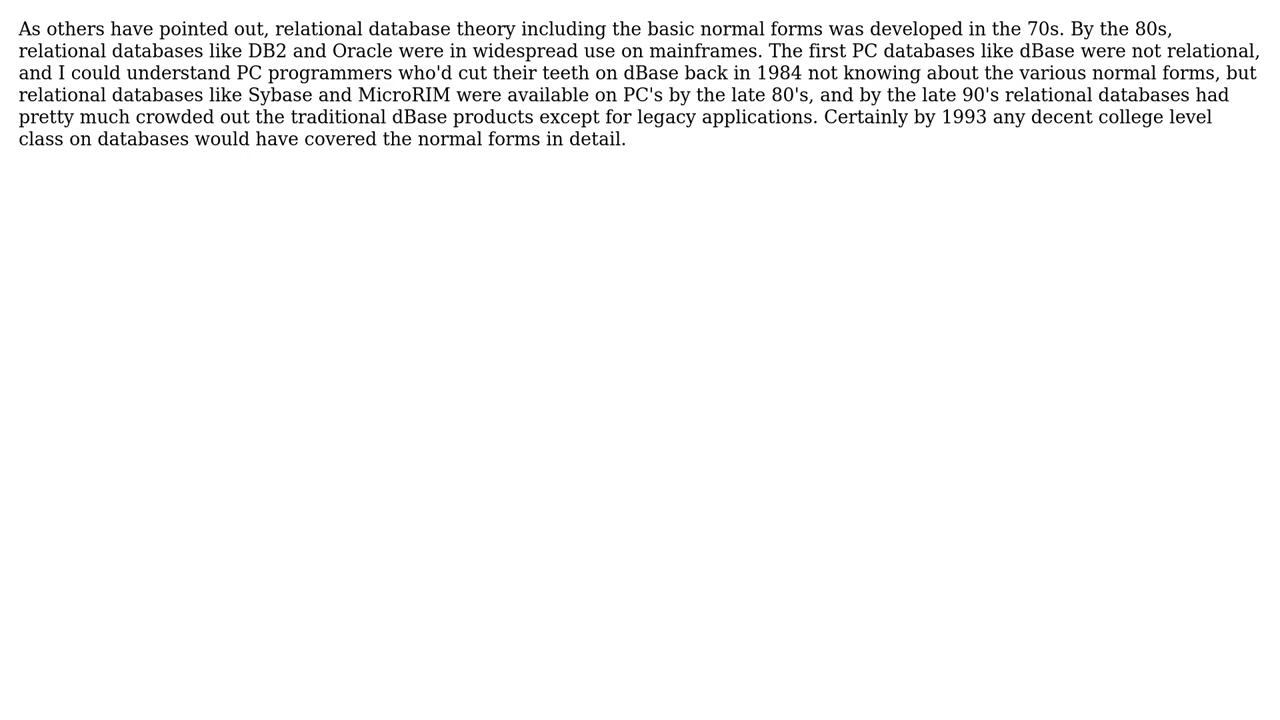 As others have pointed out, relational database theory including the basic normal forms was developed in the 70s. By the 80s,
relational databases like DB2 and Oracle were in widespread use on mainframes. The first PC databases like dBase were not relational,
and I could understand PC programmers who'd cut their teeth on dBase back in 1984 not knowing about the various normal forms, but
relational databases like Sybase and MicroRIM were available on PC's by the late 80's, and by the late 90's relational databases had
pretty much crowded out the traditional dBase products except for legacy applications. Certainly by 1993 any decent college level
class on databases would have covered the normal forms in detail.